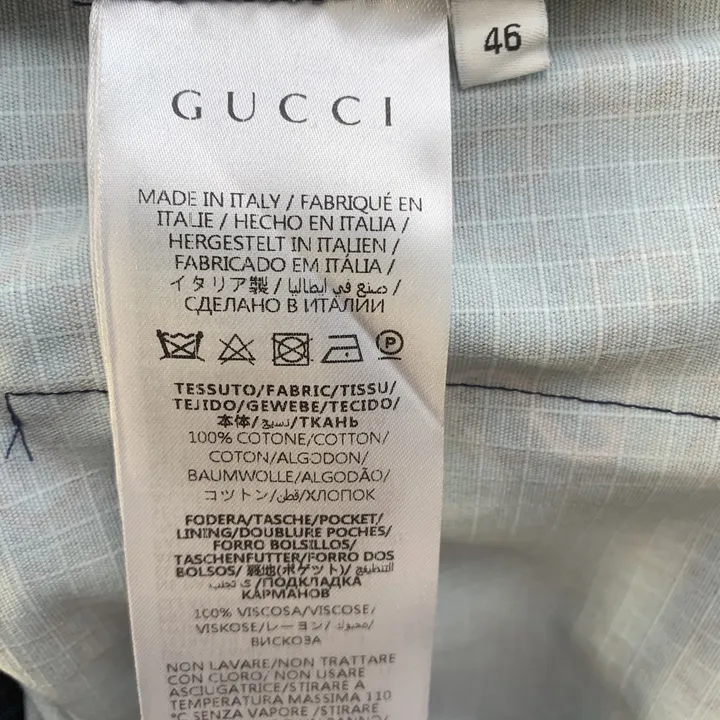 46
GUCCI
MADE IN ITALY / FABRIQUÉ EN
ITALIE / HECHO EN ITALIA /
HERGESTELT IN ITALIEN /
FABRICADO EM ITÁLIA /
イタリア製 / صنع في ايطاليا /
СДЕЛАНО В ИТАЛИИ
P
TESSUTO/FABRIC/TISSU/
TEJIDO/GEWEBE/TECIDO/
本体/نسيج/ТКАНЬ
100% COTONE/COTTON/
COTON/ALGODON/
BAUMWOLLE/ALGODÃO/
コットン/قطن/ХЛОПОК
FODERA/TASCHE/POCKET/
LINING/DOUBLURE POCHES/
FORRO BOLSILLOS/
TASCHENFUTTER/FORRO DOS
BOLSOS/ (ポケット)/
/ПОДКЛАДКА
КАРМАНОВ
100% VISCOSA/VISCOSE/
VISKOSE/レーヨン/
ВИСКОЗА
NON LAVARE/NON TRATTARE
CON CLORO/ NON USARE
ASCIUGATRICE/STIRARE A
TEMPERATURA MASSIMA 110
°C SENZA VAPORE /STIRARE